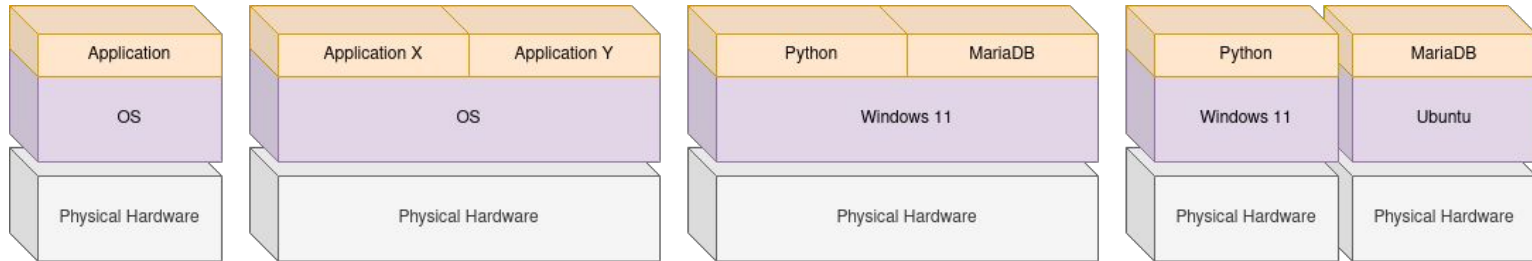 Application
OS
Physical Hardware
Application X
Application Y
OS
Physical Hardware
Python
MariaDB
Windows 11
Physical Hardware
Python
Windows 11
Physical Hardware
MariaDB
Ubuntu
Physical Hardware